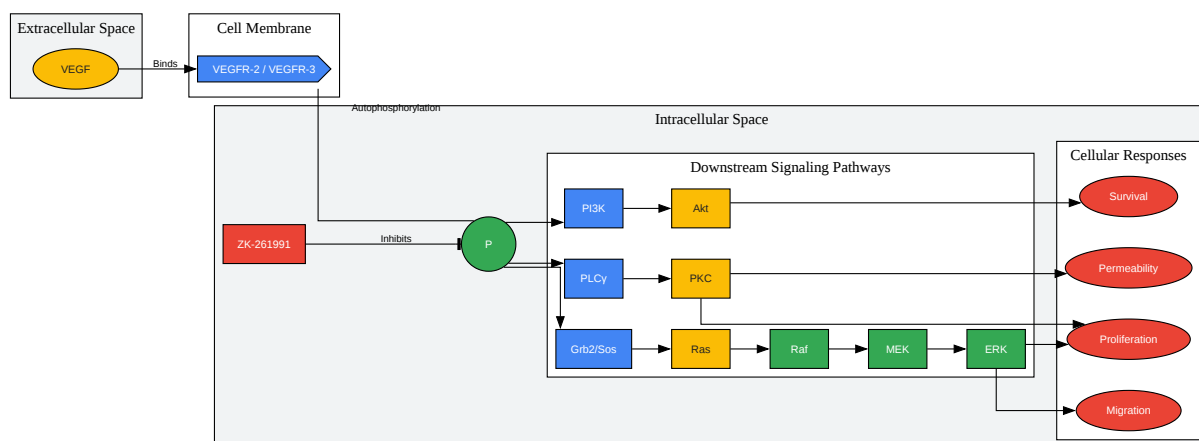 Extracellular Space
Cell Membrane
VEGF
Binds
VEGFR-2 / VEGFR-3
Autophosphorylation
Intracellular Space
Downstream Signaling Pathways
Cellular Responses
PI3K
Akt
Survival
ZK-261991
Inhibits
P
PLCγ
PKC
Permeability
Grb2/Sos
Ras
Raf
MEK
ERK
Proliferation
Migration